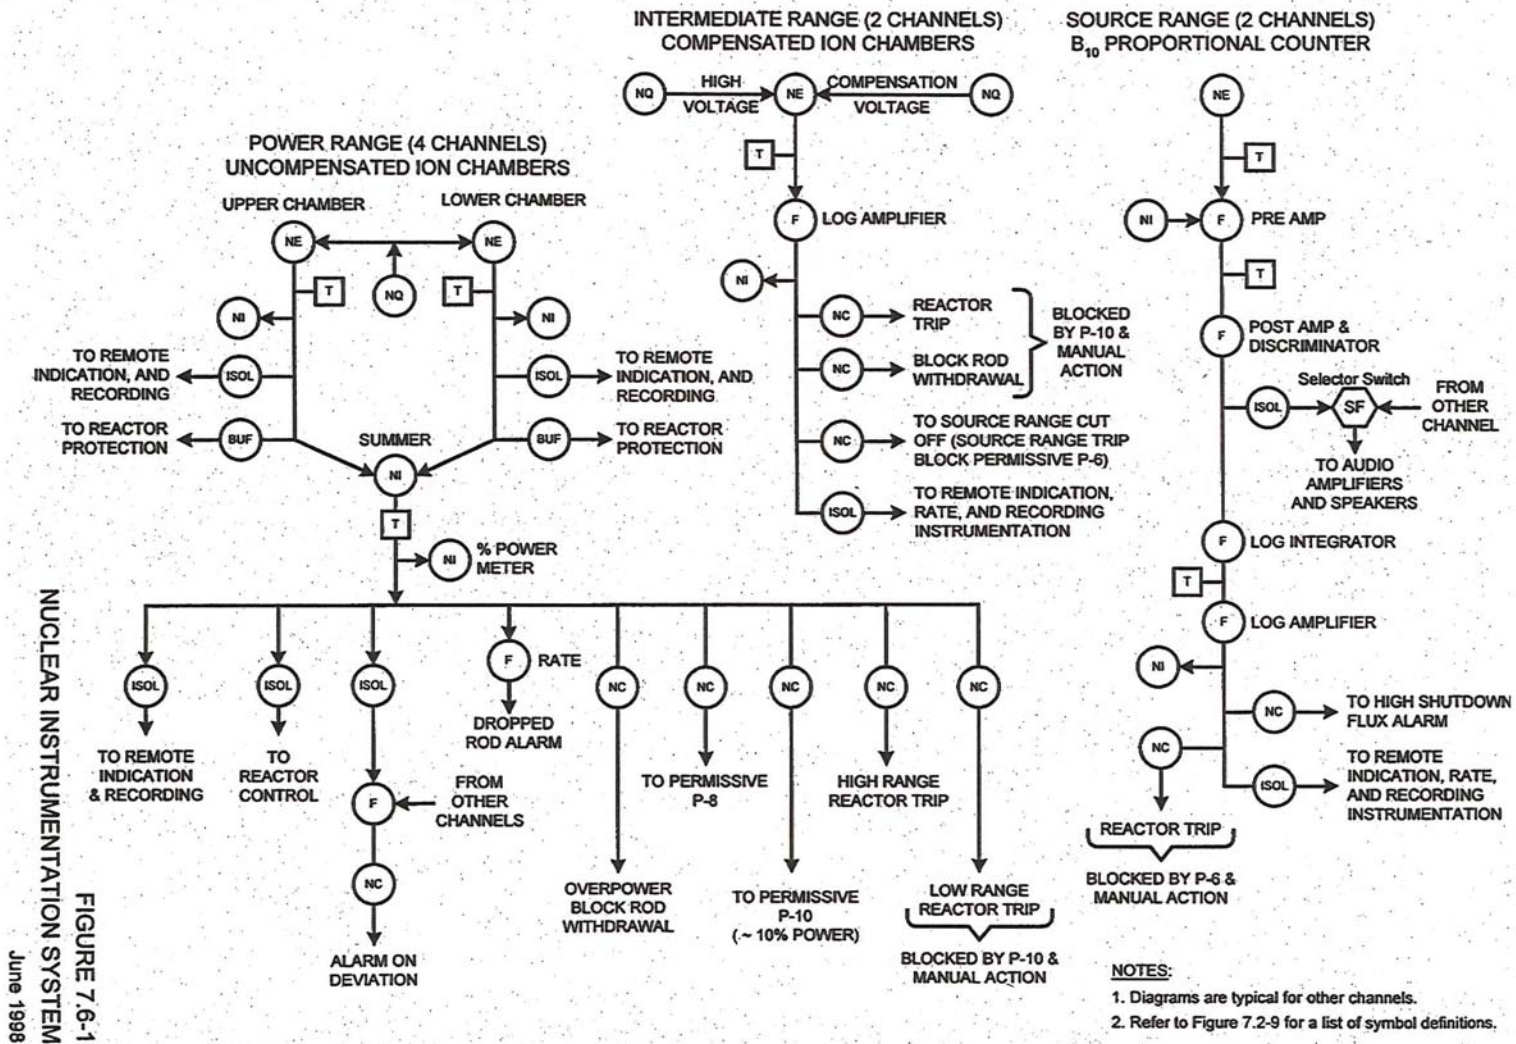 INTERMEDIATE RANGE (2 CHANNELS)
COMPENSATED ION CHAMBERS
NQ
HIGH
VOLTAGE
NE
COMPENSATION
VOLTAGE
NQ
T
F
LOG AMPLIFIER
NI
NC
REACTOR
TRIP
NC
BLOCK ROD
WITHDRAWAL
BLOCKED
BY P-10 &
MANUAL
ACTION
NC
TO SOURCE RANGE CUT
OFF (SOURCE RANGE TRIP
BLOCK PERMISSIVE P-6)
ISOL
TO REMOTE INDICATION,
RATE, AND RECORDING
INSTRUMENTATION
SOURCE RANGE (2 CHANNELS)
B10 PROPORTIONAL COUNTER
NE
T
NI
F
PRE AMP
T
F
POST AMP &
DISCRIMINATOR
ISOL
Selector Switch
SF
FROM
OTHER
CHANNEL
TO AUDIO
AMPLIFIERS
AND SPEAKERS
F
LOG INTEGRATOR
T
F
LOG AMPLIFIER
NI
NC
TO HIGH SHUTDOWN
FLUX ALARM
NC
ISOL
TO REMOTE
INDICATION, RATE,
AND RECORDING
INSTRUMENTATION
REACTOR TRIP
BLOCKED BY P-6 &
MANUAL ACTION
POWER RANGE (4 CHANNELS)
UNCOMPENSATED ION CHAMBERS
UPPER CHAMBER
LOWER CHAMBER
NE
NE
T
NQ
T
NI
NI
TO REMOTE
INDICATION, AND
RECORDING
ISOL
ISOL
TO REMOTE
INDICATION, AND
RECORDING
TO REACTOR
PROTECTION
BUF
SUMMER
BUF
TO REACTOR
PROTECTION
NI
T
NI
% POWER
METER
ISOL
TO REMOTE
INDICATION
& RECORDING
ISOL
TO
REACTOR
CONTROL
ISOL
F
FROM
OTHER
CHANNELS
NC
ALARM ON
DEVIATION
F
RATE
DROPPED
ROD ALARM
NC
OVERPOWER
BLOCK ROD
WITHDRAWAL
NC
TO PERMISSIVE
P-8
NC
TO PERMISSIVE
P-10
(~ 10% POWER)
NC
HIGH RANGE
REACTOR TRIP
NC
LOW RANGE
REACTOR TRIP
BLOCKED BY P-10 &
MANUAL ACTION
NOTES:
1. Diagrams are typical for other channels.
2. Refer to Figure 7.2-9 for a list of symbol definitions.
FIGURE 7.6-1
NUCLEAR INSTRUMENTATION SYSTEM
June 1998